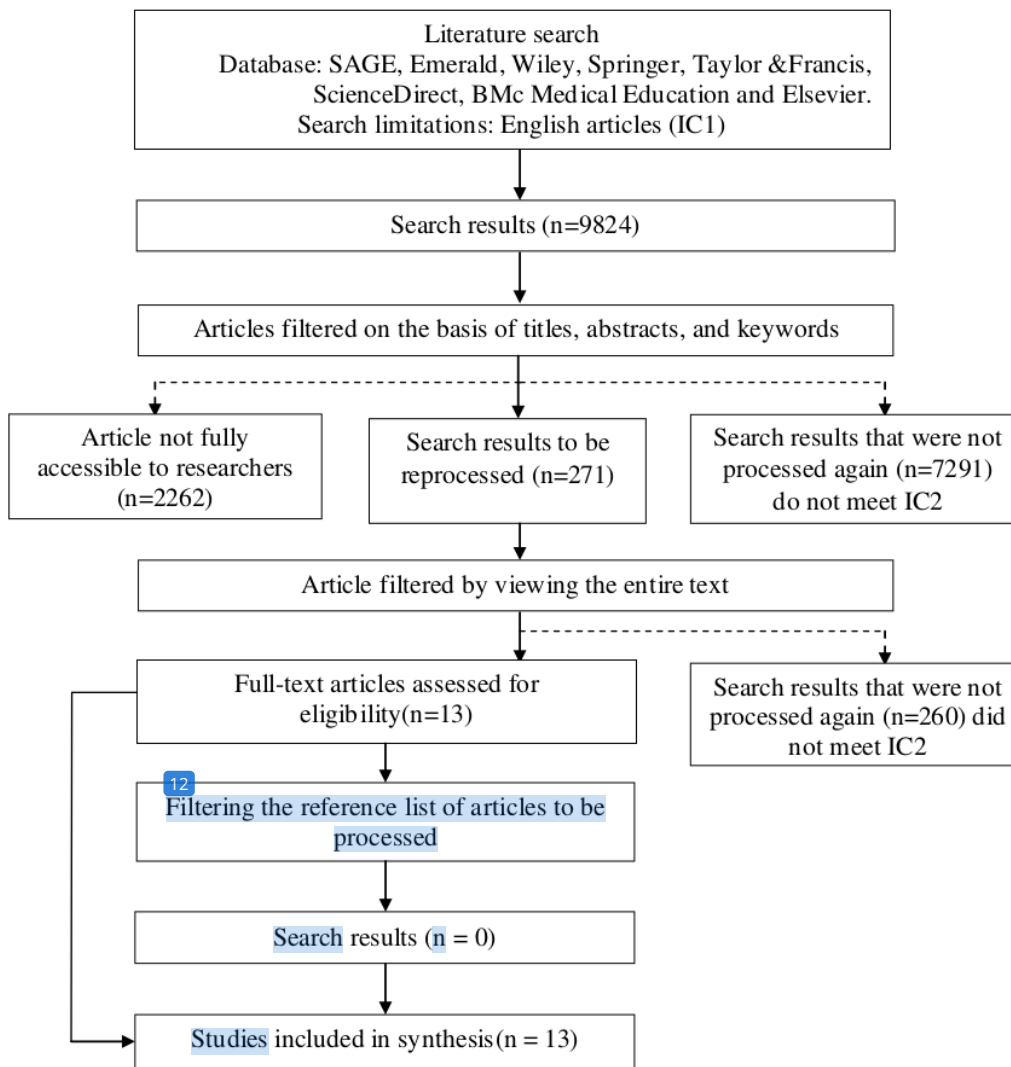 Literature search
Database: SAGE, Emerald, Wiley, Springer, Taylor &Francis,
ScienceDirect, BMc Medical Education and Elsevier.
Search limitations: English articles (IC1)
Search results (n=9824)
Articles filtered on the basis of titles, abstracts, and keywords
Article not fully
accessible to researchers
(n=2262)
Search results to be
reprocessed (n=271)
Search results that were not
processed again (n=7291)
do not meet IC2
Article filtered by viewing the entire text
Full-text articles assessed for
eligibility(n=13)
Search results that were not
processed again (n=260) did
not meet IC2
12
Filtering the reference list of articles to be
processed
Search results (n = 0)
Studies included in synthesis(n = 13)